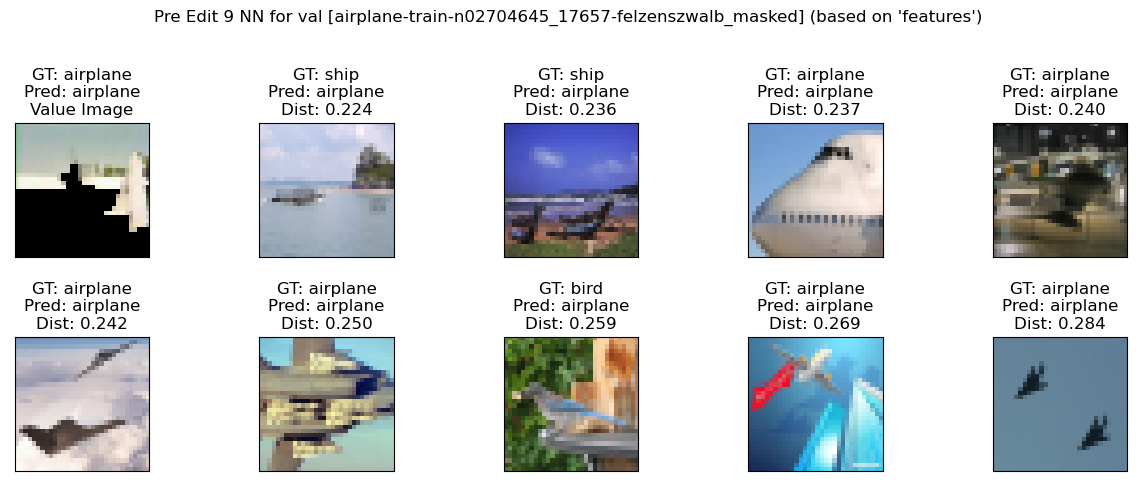 Pre Edit 9 NN for val [airplane-train-n02704645_17657-felzenszwalb_masked] (based on 'features')
GT: airplane
Pred: airplane
Value Image
GT: ship
Pred: airplane
Dist: 0.224
GT: ship
Pred: airplane
Dist: 0.236
GT: airplane
Pred: airplane
Dist: 0.237
GT: airplane
Pred: airplane
Dist: 0.240
GT: airplane
Pred: airplane
Dist: 0.242
GT: airplane
Pred: airplane
Dist: 0.250
GT: bird
Pred: airplane
Dist: 0.259
GT: airplane
Pred: airplane
Dist: 0.269
GT: airplane
Pred: airplane
Dist: 0.284